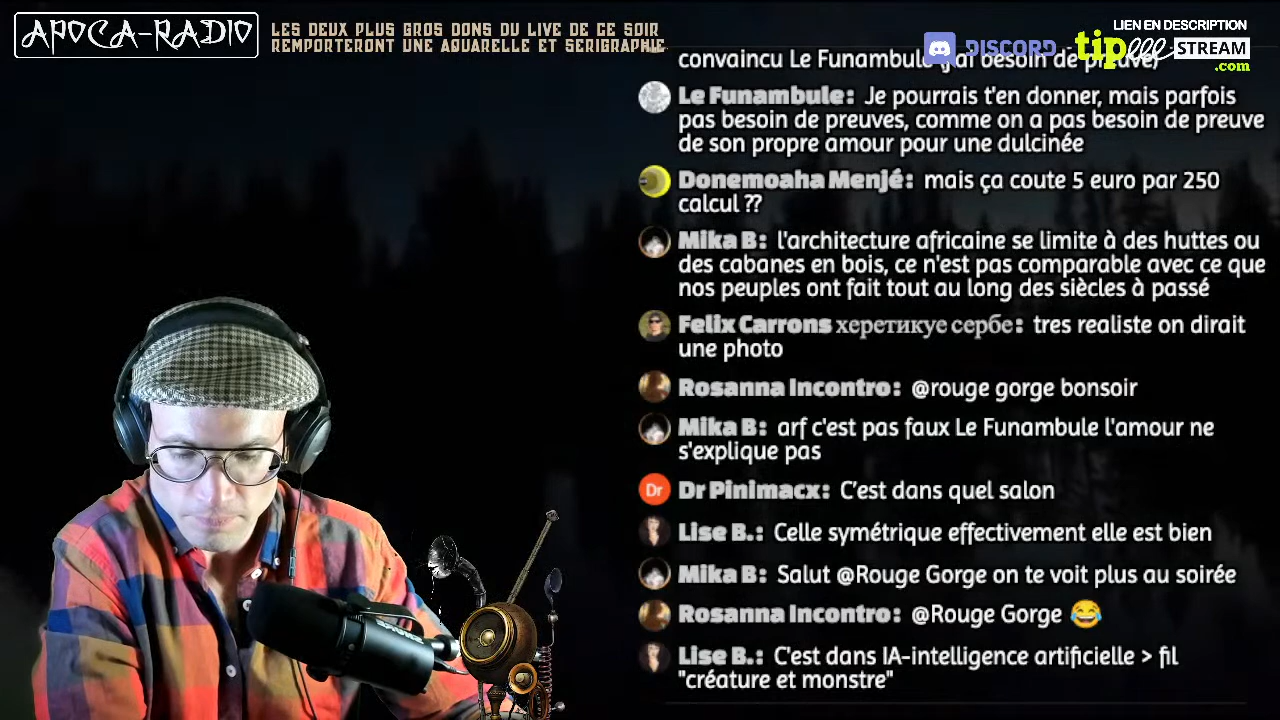 APOCA-RADIO
LES DEUX PLUS GROS DONS DU LIVE DE CE SOIR
REMPORTERONT UNE AQUARELLE ET SERIGRAPHIE
LIEN EN DESCRIPTION
DISCORD
tipeee STREAM
.com
convaincu Le Funambule (j'ai besoin de preuve)
Le Funambule: Je pourrais t'en donner, mais parfois
pas besoin de preuves, comme on a pas besoin de preuve
de son propre amour pour une dulcinée
Donemoaha Menjé: mais ça coute 5 euro par 250
calcul ??
Mika B: l'architecture africaine se limite à des huttes ou
des cabanes en bois, ce n'est pas comparable avec ce que
nos peuples ont fait tout au long des siècles à passé
Felix Carrons херетикуе сербе: tres realiste on dirait
une photo
Rosanna Incontro: @rouge gorge bonsoir
Mika B: arf c'est pas faux Le Funambule l'amour ne
s'explique pas
Dr Dr Pinimacx: C'est dans quel salon
Lise B.: Celle symétrique effectivement elle est bien
Mika B: Salut @Rouge Gorge on te voit plus au soirée
Rosanna Incontro: @Rouge Gorge 😂
Lise B.: C'est dans IA-intelligence artificielle > fil
"créature et monstre"